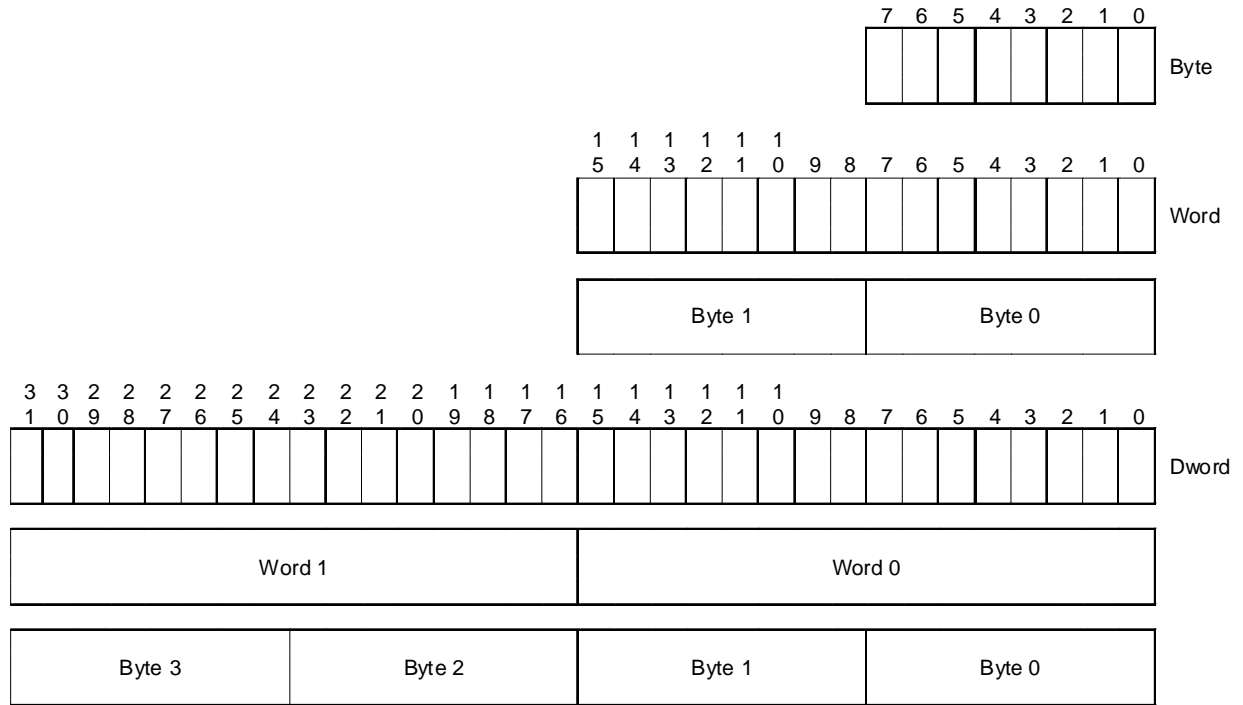 7 6 5 4 3 2 1 0
Byte
1 1 1 1 1 1
5 4 3 2 1 0 9 8 7 6 5 4 3 2 1 0
Word
Byte 1 Byte 0
3 3 2 2 2 2 2 2 2 2 2 2 1 1 1 1 1 1 1 1 1 1
1 0 9 8 7 6 5 4 3 2 1 0 9 8 7 6 5 4 3 2 1 0 9 8 7 6 5 4 3 2 1 0
Dword
Word 1 Word 0
Byte 3 Byte 2 Byte 1 Byte 0